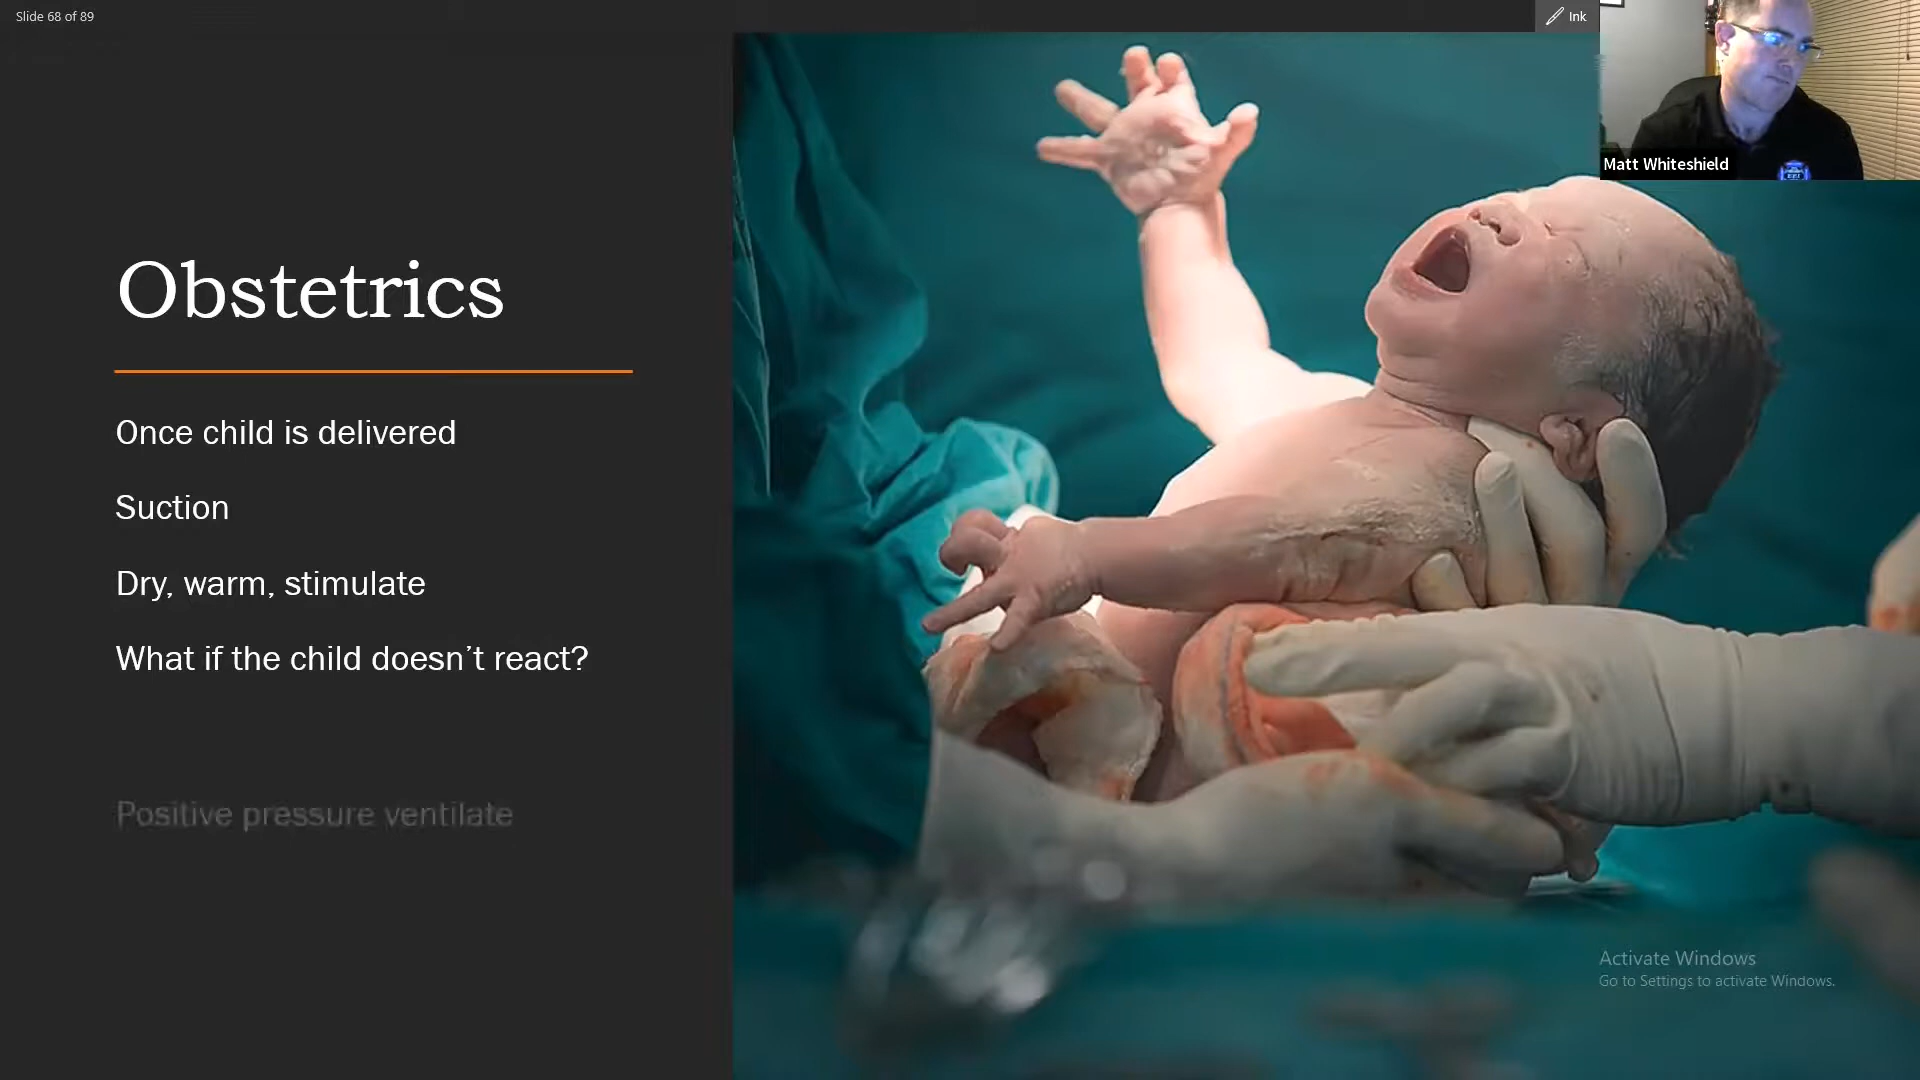 Slide 68 of 89
Ink
Matt Whiteshield
Obstetrics
Once child is delivered
Suction
Dry, warm, stimulate
What if the child doesn’t react?
Positive pressure ventilate
Activate Windows
Go to Settings to activate Windows.